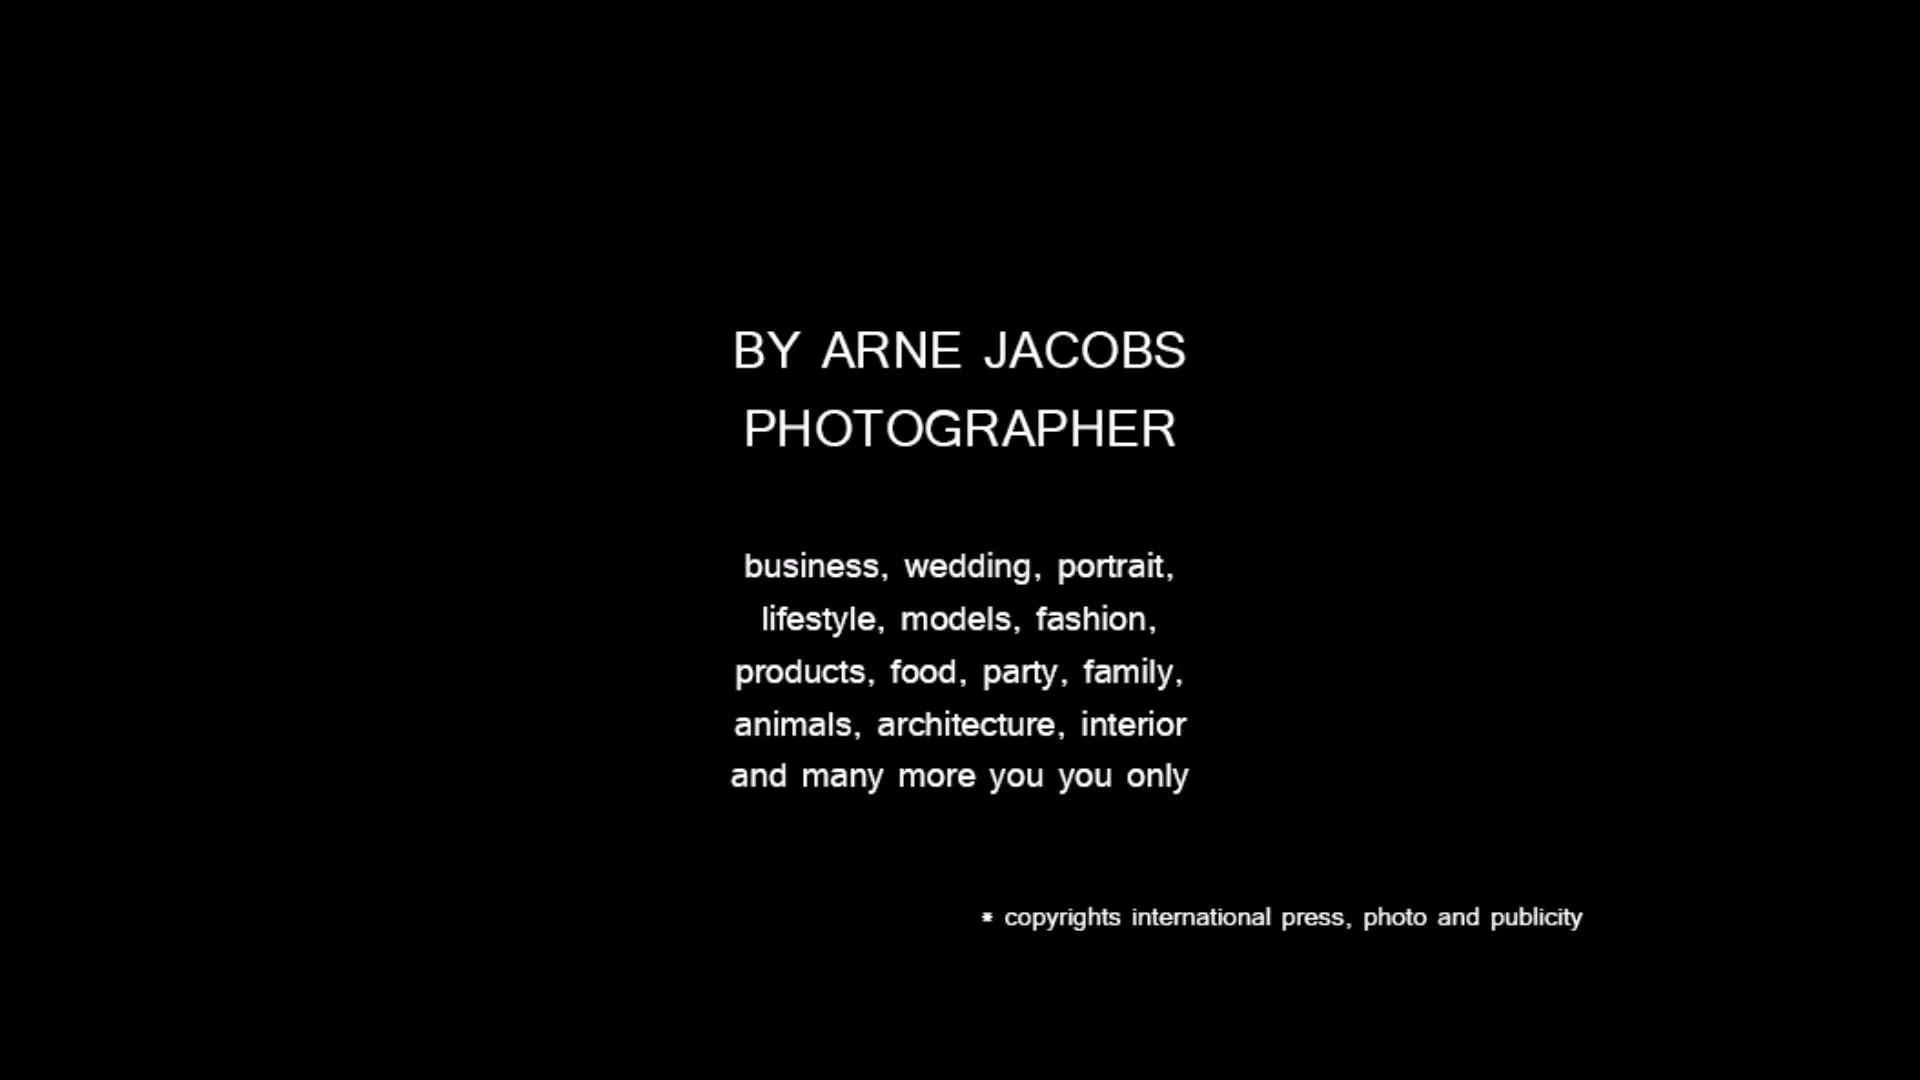 BY ARNE JACOBS
PHOTOGRAPHER
business, wedding, portrait,
lifestyle, models, fashion,
products, food, party, family,
animals, architecture, interior
and many more you you only
* copyrights international press, photo and publicity